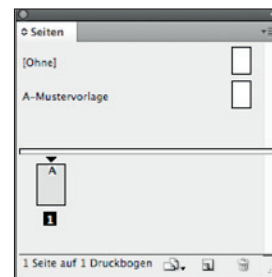 Seiten
[Ohne]
A-Mustervorlage
A
1
1 Seite auf 1 Druckbogen